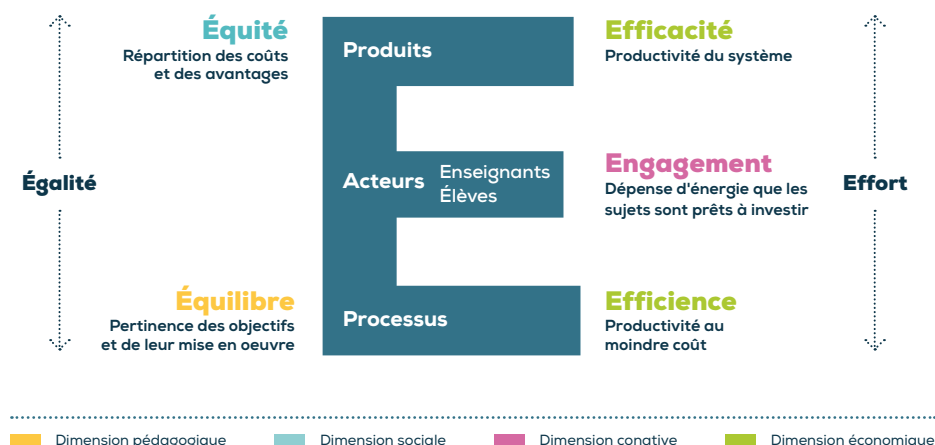 Équité
Répartition des coûts
et des avantages
Produits
Efficacité
Productivité du système
Égalité
Acteurs
Enseignants
Élèves
Engagement
Dépense d'énergie que les
sujets sont prêts à investir
Effort
Équilibre
Pertinence des objectifs
et de leur mise en oeuvre
Processus
Efficience
Productivité au
moindre coût
Dimension pédagogique
Dimension sociale
Dimension conative
Dimension économique